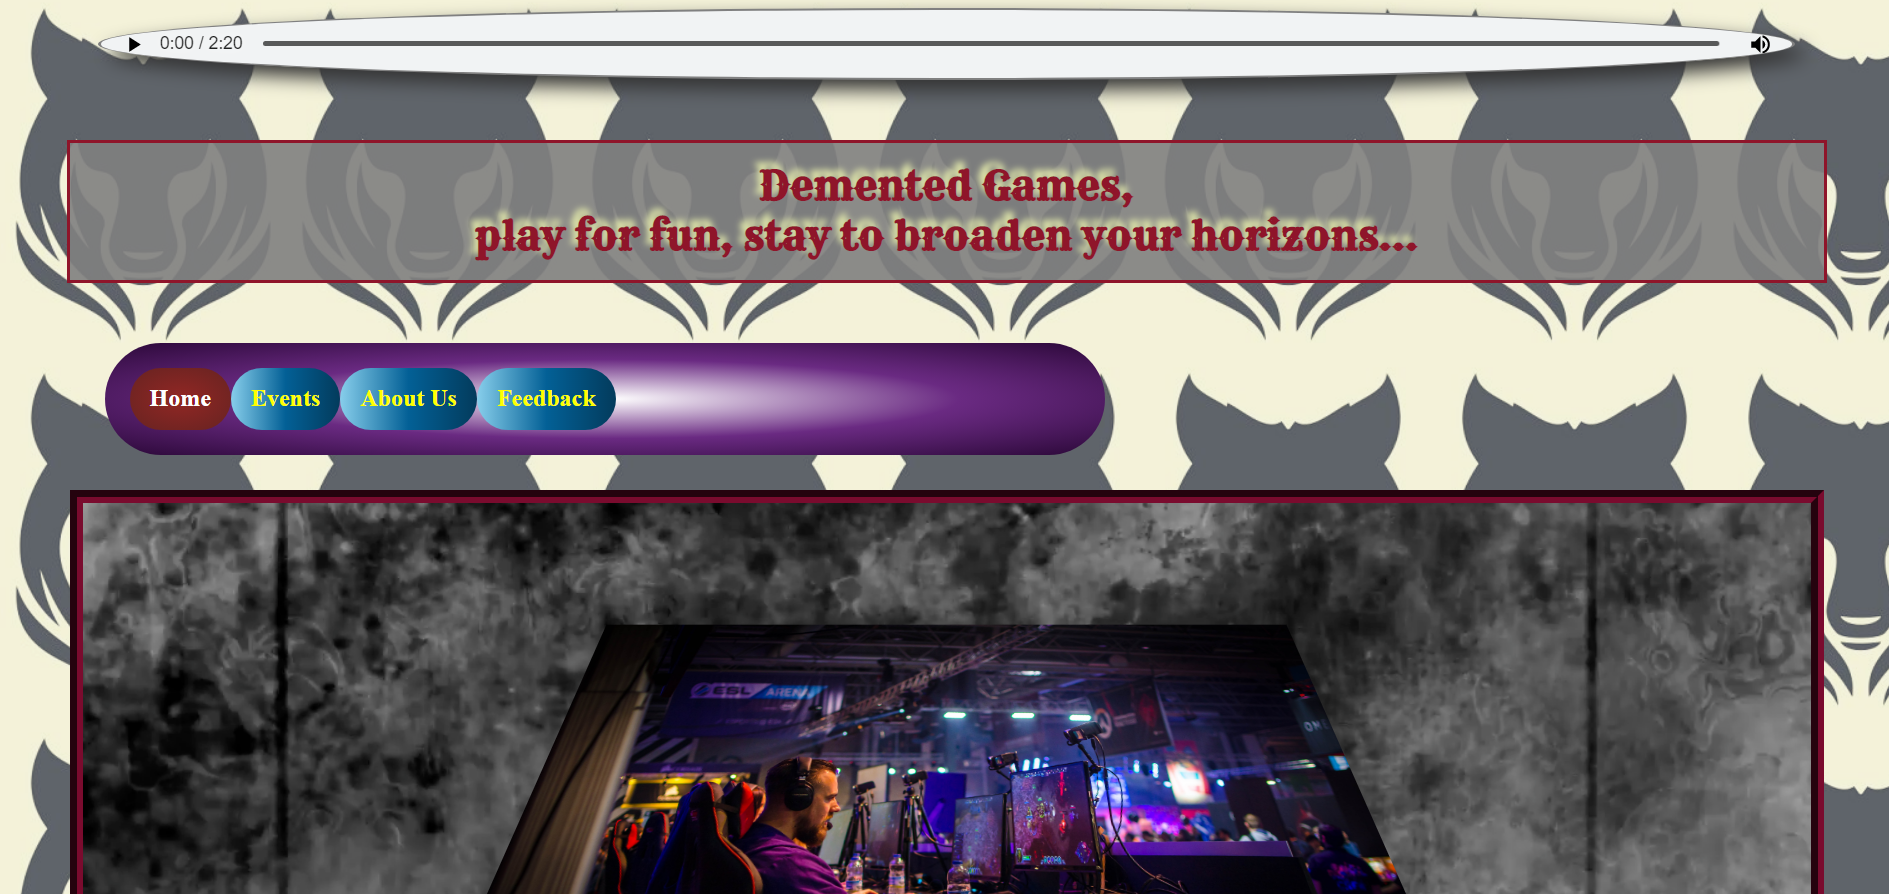 0:00 / 2:20
Demented Games,
play for fun, stay to broaden your horizons...
Home Events About Us Feedback
ESL ARENA